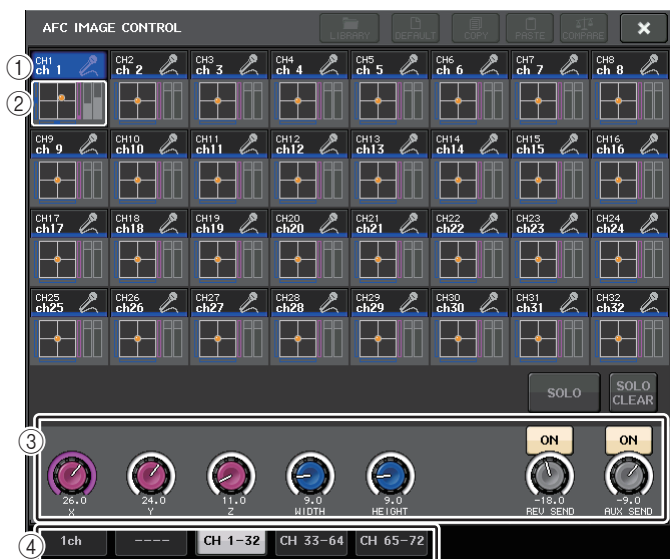 AFC IMAGE CONTROL
LIBRARY DEFAULT COPY PASTE COMPARE
CH1 CH2 CH3 CH4 CH5 CH6 CH7 CH8
ch 1 ch 2 ch 3 ch 4 ch 5 ch 6 ch 7 ch 8
CH9 CH10 CH11 CH12 CH13 CH14 CH15 CH16
ch 9 ch10 ch11 ch12 ch13 ch14 ch15 ch16
CH17 CH18 CH19 CH20 CH21 CH22 CH23 CH24
ch17 ch18 ch19 ch20 ch21 ch22 ch23 ch24
CH25 CH26 CH27 CH28 CH29 CH30 CH31 CH32
ch25 ch26 ch27 ch28 ch29 ch30 ch31 ch32
SOLO SOLO CLEAR
ON ON
26.0 24.0 11.0 9.0 9.0 -18.0 -9.0
X Y Z WIDTH HEIGHT REV SEND AUX SEND
1ch ---- CH 1-32 CH 33-64 CH 65-72
1
2
3
4